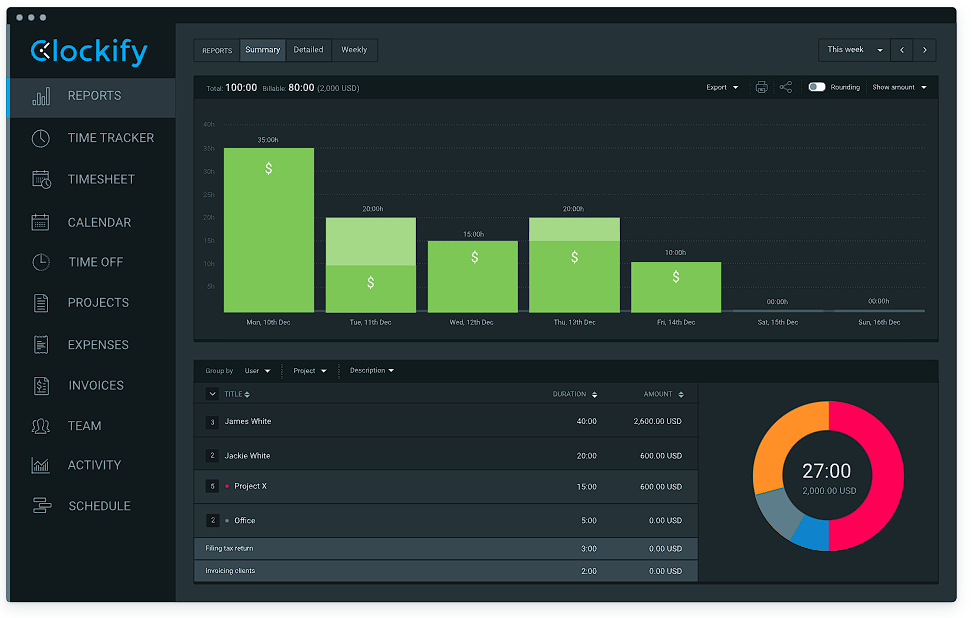 Clockify
REPORTS
TIME TRACKER
TIMESHEET
CALENDAR
TIME OFF
PROJECTS
EXPENSES
INVOICES
TEAM
ACTIVITY
SCHEDULE
REPORTS Summary Detailed Weekly This week
Total: 100:00 Billable: 80:00 (2,000 USD) Export Rounding Show amount
40h
35h
30h
25h
20h
15h
10h
5h
35:00h
$
20:00h
$
15:00h
$
20:00h
$
10:00h
$
00:00h
00:00h
Mon, 10th Dec Tue, 11th Dec Wed, 12th Dec Thu, 13th Dec Fri, 14th Dec Sat, 15th Dec Sun, 16th Dec
Group by User Project Description
TITLE DURATION AMOUNT
3 James White 40:00 2,600.00 USD
2 Jackie White 20:00 600.00 USD
5 Project X 15:00 600.00 USD
2 Office 5:00 0.00 USD
Filing tax return 3:00 0.00 USD
Invoicing clients 2:00 0.00 USD
27:00
2,000.00 USD